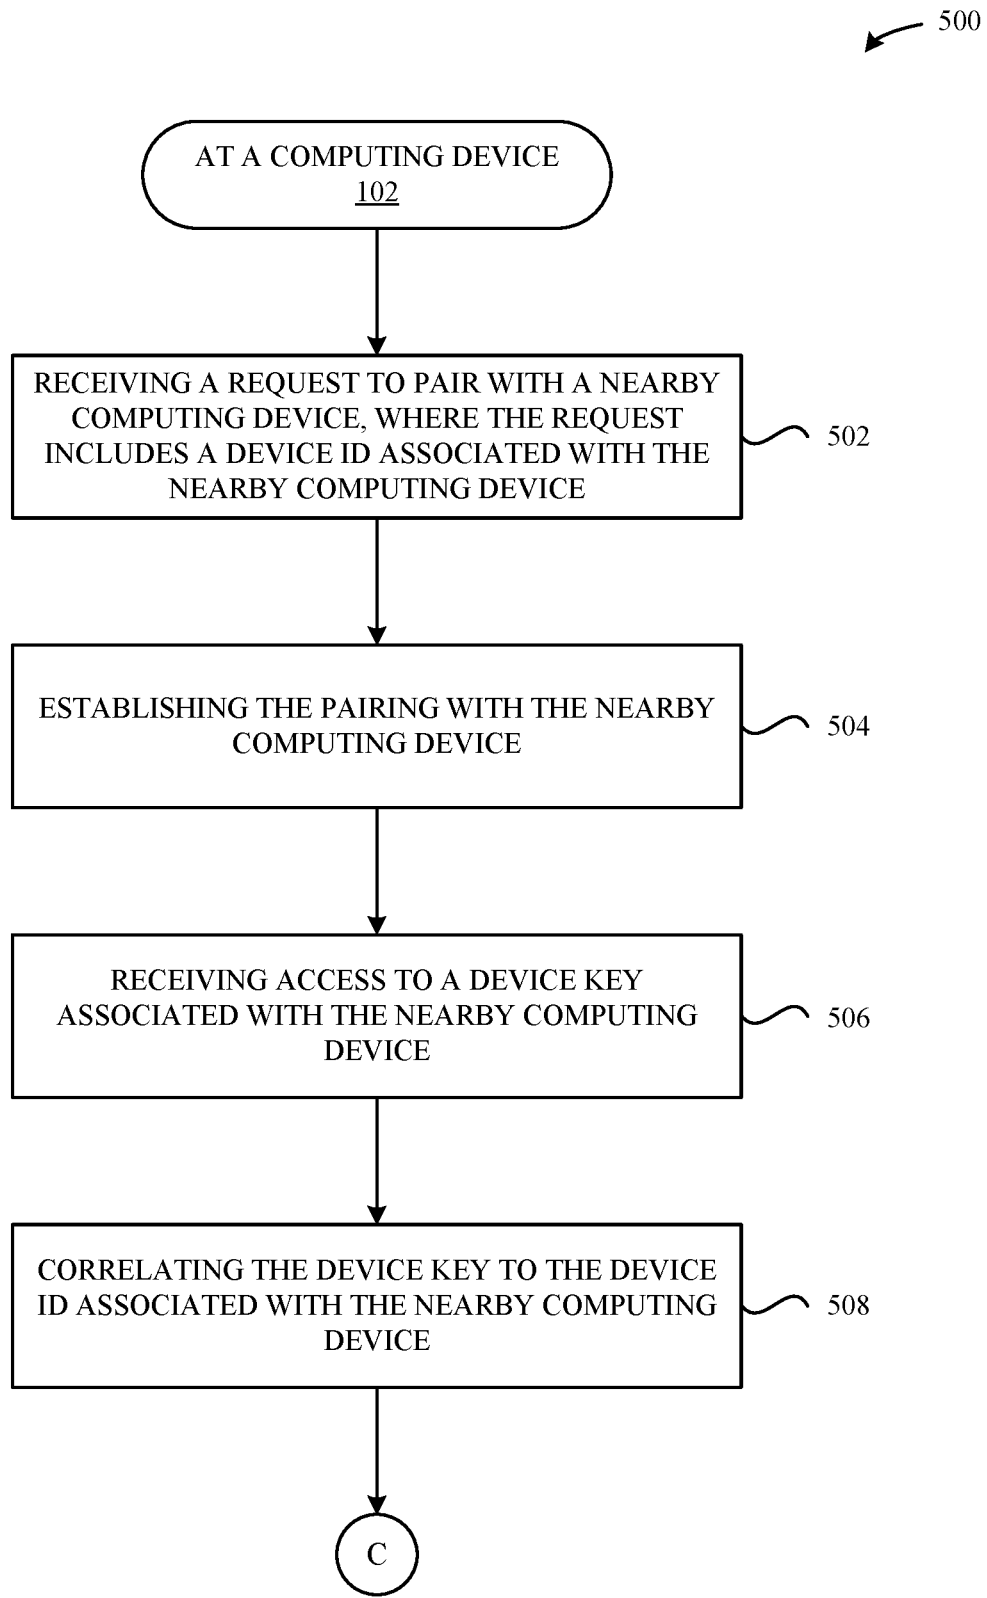 500
AT A COMPUTING DEVICE
102
RECEIVING A REQUEST TO PAIR WITH A NEARBY
COMPUTING DEVICE, WHERE THE REQUEST
INCLUDES A DEVICE ID ASSOCIATED WITH THE
NEARBY COMPUTING DEVICE
502
ESTABLISHING THE PAIRING WITH THE NEARBY
COMPUTING DEVICE
504
RECEIVING ACCESS TO A DEVICE KEY
ASSOCIATED WITH THE NEARBY COMPUTING
DEVICE
506
CORRELATING THE DEVICE KEY TO THE DEVICE
ID ASSOCIATED WITH THE NEARBY COMPUTING
DEVICE
508
C